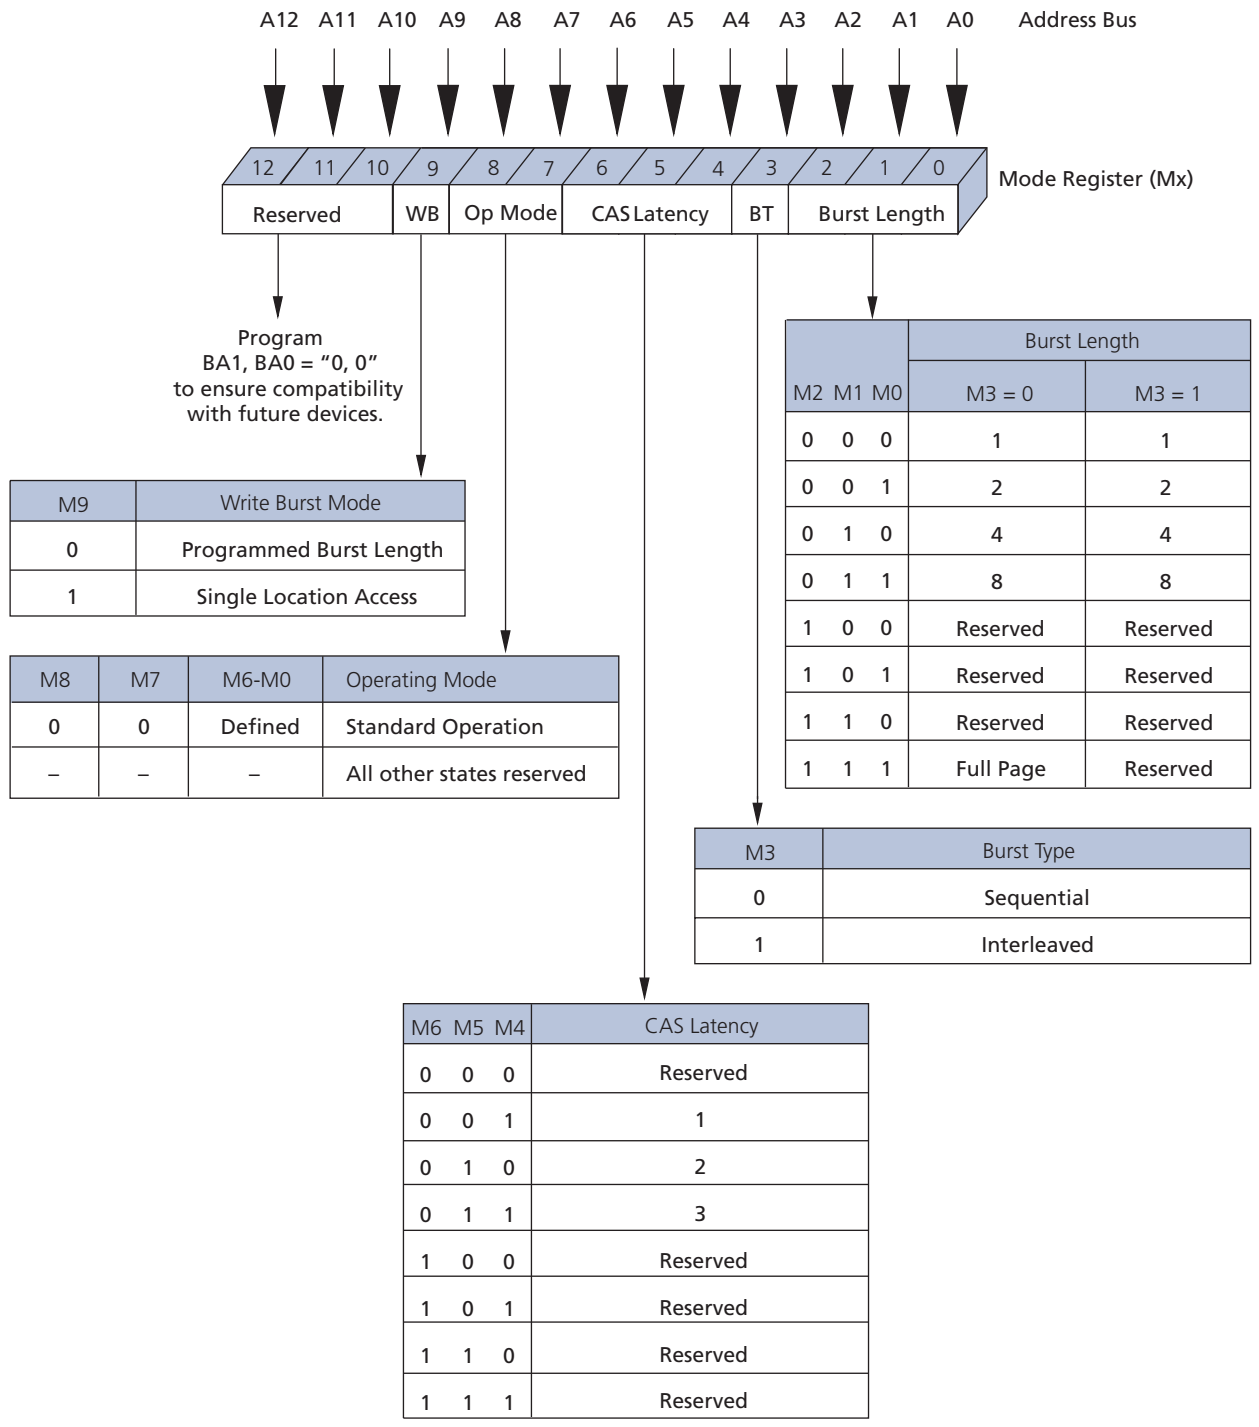 A12 A11 A10 A9 A8 A7 A6 A5 A4 A3 A2 A1 A0 Address Bus
12 11 10 9 8 7 6 5 4 3 2 1 0
Mode Register (Mx)
Reserved WB Op Mode CAS Latency BT Burst Length
Program
BA1, BA0 = “0, 0”
to ensure compatibility
with future devices.
Burst Length
M2 M1 M0 M3 = 0 M3 = 1
0 0 0 1 1
0 0 1 2 2
0 1 0 4 4
0 1 1 8 8
1 0 0 Reserved Reserved
1 0 1 Reserved Reserved
1 1 0 Reserved Reserved
1 1 1 Full Page Reserved
M9 Write Burst Mode
0 Programmed Burst Length
1 Single Location Access
M8 M7 M6-M0 Operating Mode
0 0 Defined Standard Operation
– – – All other states reserved
M3 Burst Type
0 Sequential
1 Interleaved
M6 M5 M4 CAS Latency
0 0 0 Reserved
0 0 1 1
0 1 0 2
0 1 1 3
1 0 0 Reserved
1 0 1 Reserved
1 1 0 Reserved
1 1 1 Reserved